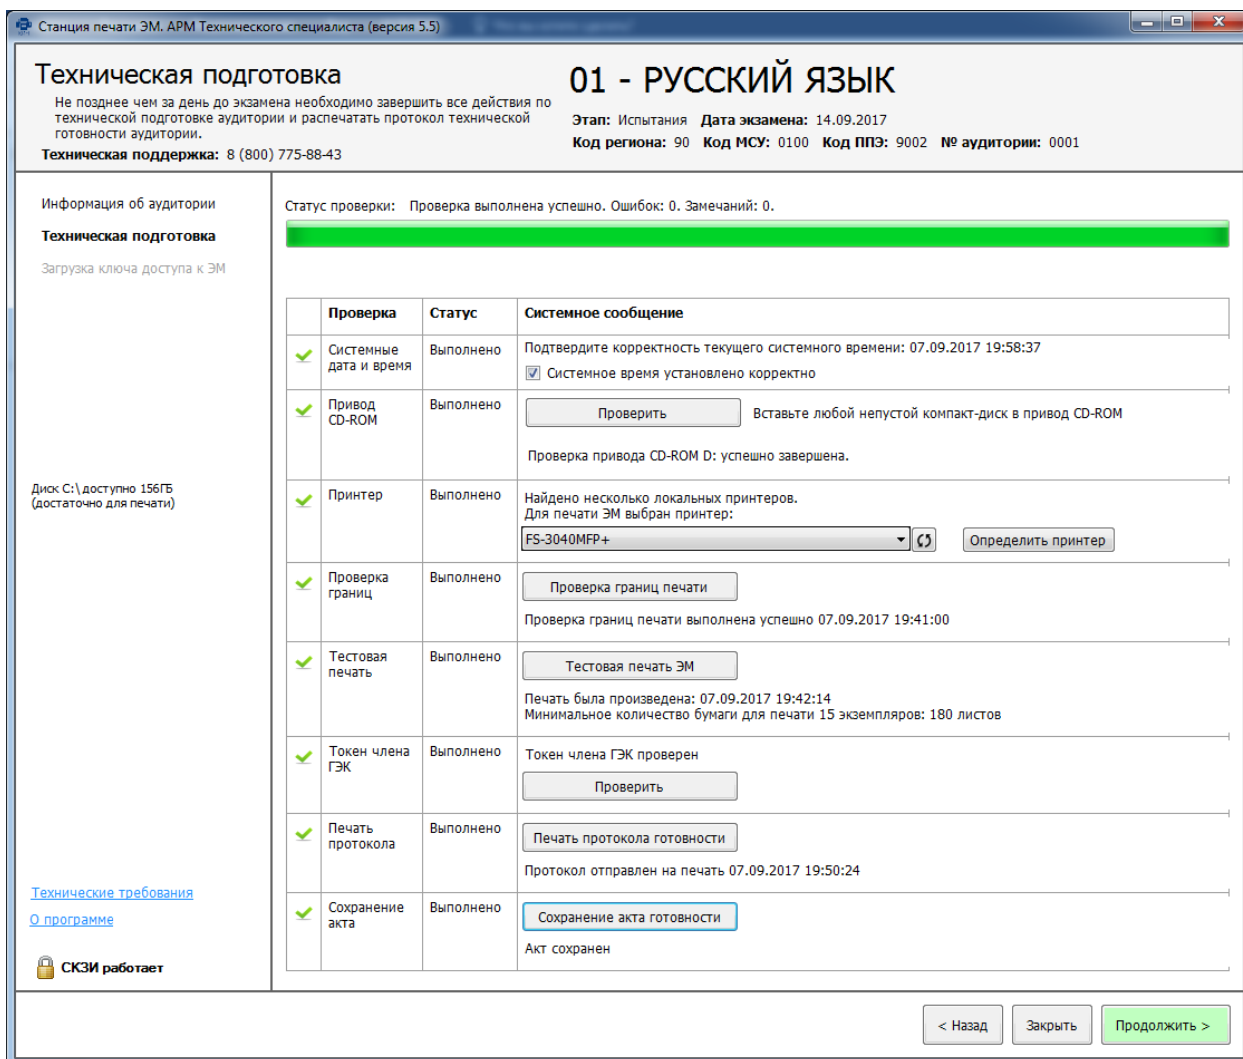 Станция печати ЭМ. АРМ Технического специалиста (версия 5.5)
Техническая подготовка
Не позднее чем за день до экзамена необходимо завершить все действия по
технической подготовке аудитории и распечатать протокол технической
готовности аудитории.
Техническая поддержка: 8 (800) 775-88-43
01 - РУССКИЙ ЯЗЫК
Этап: Испытания Дата экзамена: 14.09.2017
Код региона: 90 Код МСУ: 0100 Код ППЭ: 9002 № аудитории: 0001
Информация об аудитории
Техническая подготовка
Загрузка ключа доступа к ЭМ
Диск C:\ доступно 156ГБ
(достаточно для печати)
Технические требования
О программе
СКЗИ работает
Статус проверки: Проверка выполнена успешно. Ошибок: 0. Замечаний: 0.
Проверка Статус Системное сообщение
Системные Выполнено Подтвердите корректность текущего системного времени: 07.09.2017 19:58:37
дата и время Системное время установлено корректно
Привод Выполнено Проверить Вставьте любой непустой компакт-диск в привод CD-ROM
CD-ROM
Проверка привода CD-ROM D: успешно завершена.
Принтер Выполнено Найдено несколько локальных принтеров.
Для печати ЭМ выбран принтер:
FS-3040MFP+ Определить принтер
Проверка Выполнено Проверка границ печати
границ
Проверка границ печати выполнена успешно 07.09.2017 19:41:00
Тестовая Выполнено Тестовая печать ЭМ
печать
Печать была произведена: 07.09.2017 19:42:14
Минимальное количество бумаги для печати 15 экземпляров: 180 листов
Токен члена Выполнено Токен члена ГЭК проверен
ГЭК
Проверить
Печать Выполнено Печать протокола готовности
протокола
Протокол отправлен на печать 07.09.2017 19:50:24
Сохранение Выполнено Сохранение акта готовности
акта
Акт сохранен
< Назад Закрыть Продолжить >